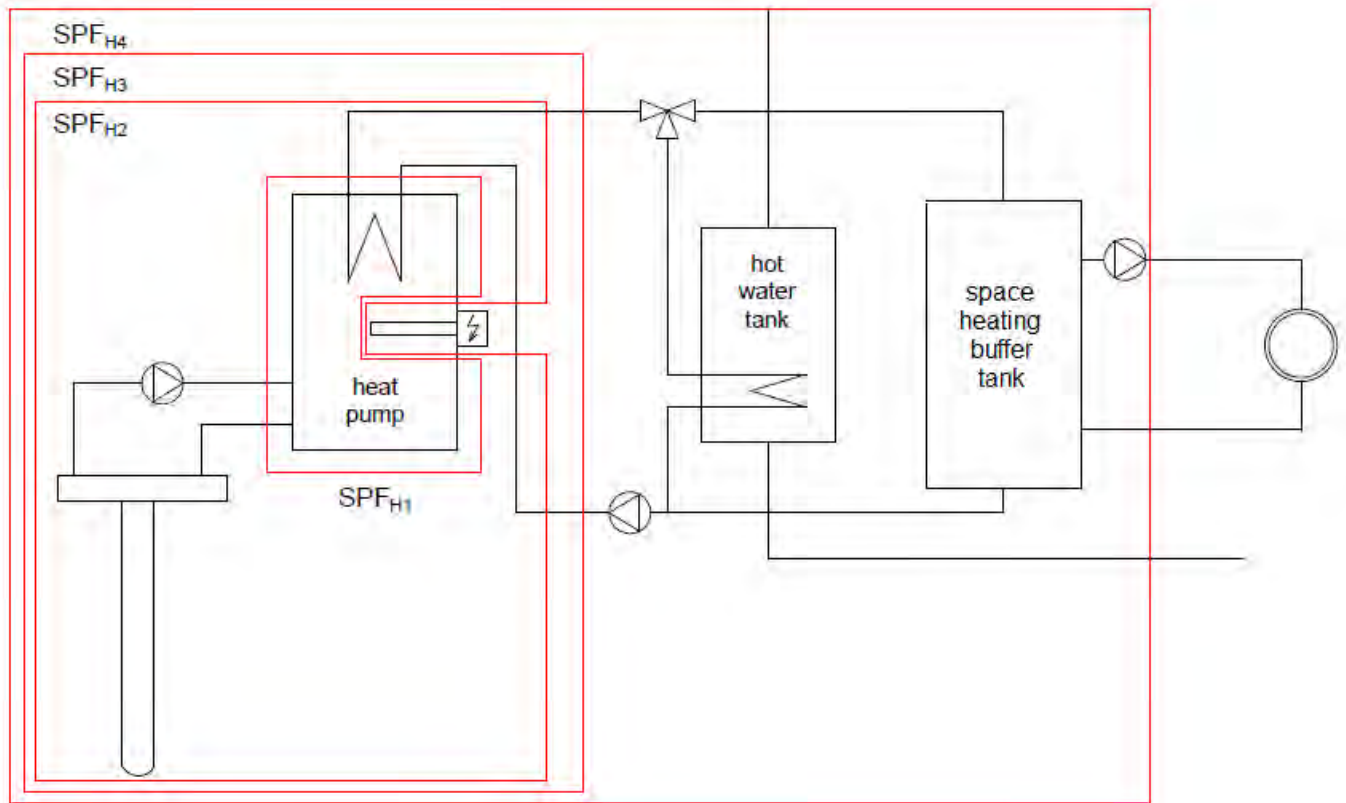 SPFH4
SPFH3
SPFH2
heat
pump
SPFH1
hot
water
tank
space
heating
buffer
tank